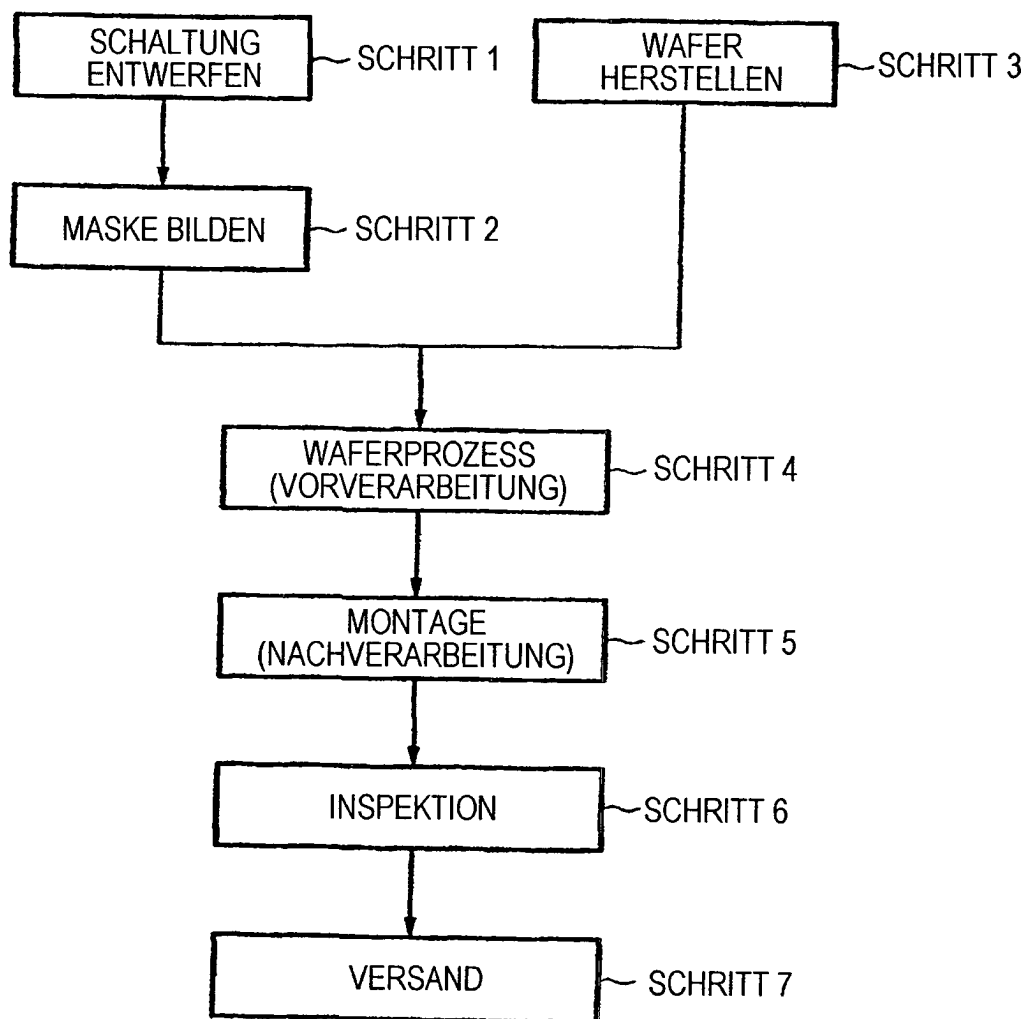 SCHALTUNG
ENTWERFEN
SCHRITT 1
WAFER
HERSTELLEN
SCHRITT 3
MASKE BILDEN
SCHRITT 2
WAFERPROZESS
(VORVERARBEITUNG)
SCHRITT 4
MONTAGE
(NACHVERARBEITUNG)
SCHRITT 5
INSPEKTION
SCHRITT 6
VERSAND
SCHRITT 7